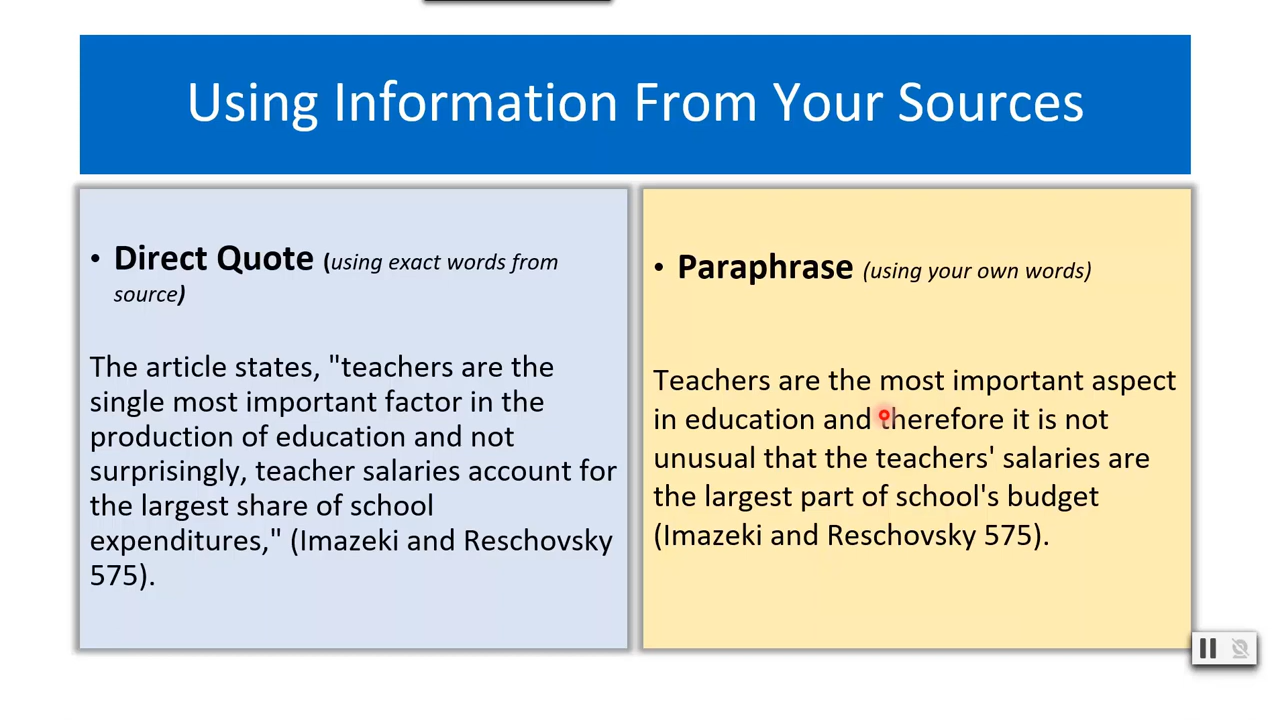 Using Information From Your Sources
• Direct Quote (using exact words from
source)
The article states, "teachers are the
single most important factor in the
production of education and not
surprisingly, teacher salaries account for
the largest share of school
expenditures," (Imazeki and Reschovsky
575).
• Paraphrase (using your own words)
Teachers are the most important aspect
in education and therefore it is not
unusual that the teachers' salaries are
the largest part of school's budget
(Imazeki and Reschovsky 575).